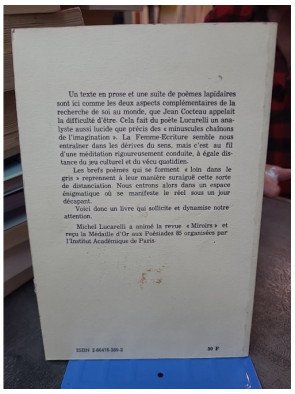 Un texte en prose et une suite de poèmes lapidaires
sont ici comme les deux aspects complémentaires de la
recherche de soi au monde, que Jean Cocteau appelait
la difficulté d'être. Cela fait du poète Lucarelli un ana-
lyste aussi lucide que précis des « minuscules chaînons
de l'imagination ». La Femme-Ecriture semble nous
entraîner dans les dérives du sens, mais c'est au fil
d'une méditation rigoureusement conduite, à égale dis-
tance du jeu culturel et du vécu quotidien.
Les brefs poèmes qui se forment « loin dans le
gris » reprennent à leur manière suraiguë cette sorte
de distanciation. Nous entrons alors dans un espace
énigmatique où se manifeste le réel sous un jour
décapant.
Voici donc un livre qui sollicite et dynamise notre
attention.
Michel Lucarelli a animé la revue « Miroirs » et
reçu la Médaille d'Or aux Poésiades 85 organisées par
l'Institut Académique de Paris.
ISBN 2-86418-289-3
30 F